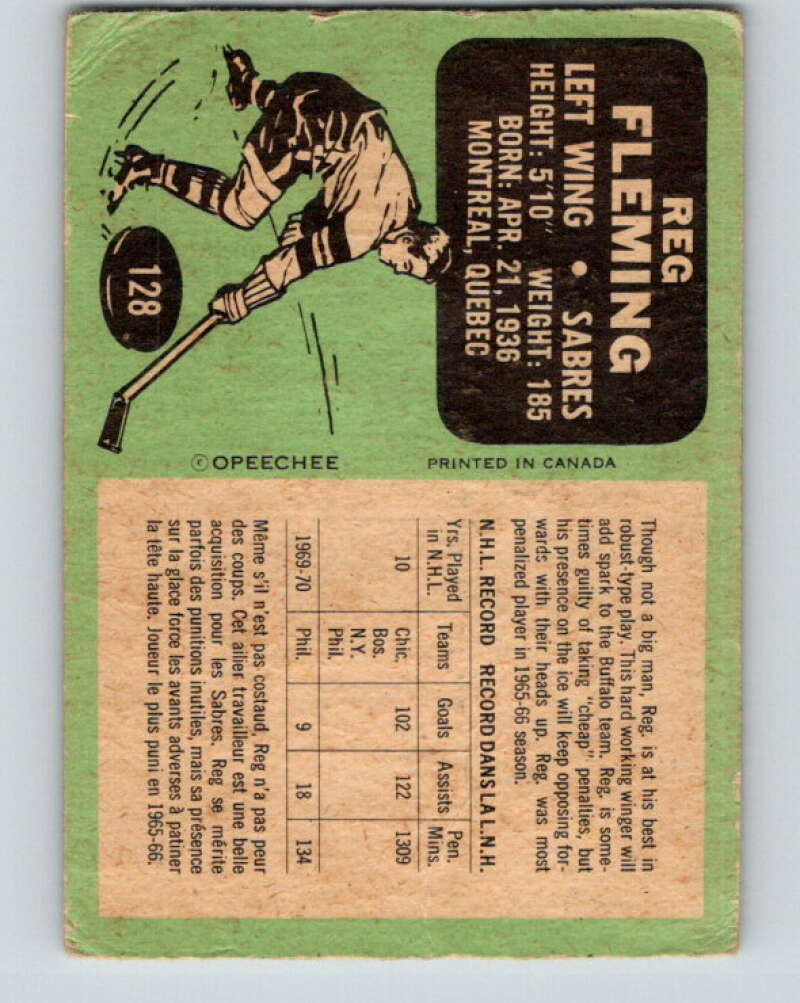 REG
FLEMING
LEFT WING • SABRES
HEIGHT: 5'10" WEIGHT: 185
BORN: APR. 21, 1936
MONTREAL, QUEBEC
128
© OPEECHEE
PRINTED IN CANADA
Though not a big man, Reg. is at his best in
robust-type play. This hard working winger will
add spark to the Buffalo team. Reg. is some-
times guilty of taking "cheap" penalties, but
his presence on the ice will keep opposing for-
wards with their heads up. Reg. was most
penalized player in 1965-66 season.
N.H.L. RECORD RECORD DANS LA L.N.H.
Yrs. Played in N.H.L. Teams Goals Assists Pen. Mins.
10 Chic. 102 122 1309
Bos.
N.Y.
Phil.
1969-70 Phil. 9 18 134
Même s'il n'est pas costaud, Reg n'a pas peur
des coups. Cet ailier travailleur est une belle
acquisition pour les Sabres. Reg se mérite
parfois des punitions inutiles, mais sa présence
sur la glace force les avants adverses à patiner
la tête haute. Joueur le plus puni en 1965-66.